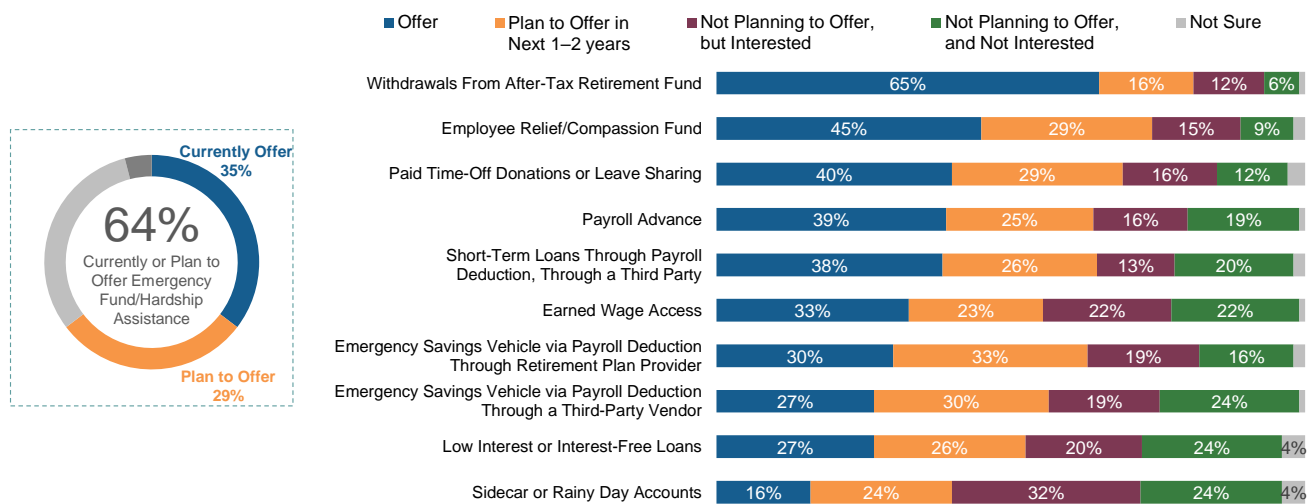 Offer
Plan to Offer in
Next 1–2 years
Not Planning to Offer,
but Interested
Not Planning to Offer,
and Not Interested
Not Sure
Currently Offer
35%
64%
Currently or Plan to
Offer Emergency
Fund/Hardship
Assistance
Plan to Offer
29%
Withdrawals From After-Tax Retirement Fund
65% 16% 12% 6%
Employee Relief/Compassion Fund
45% 29% 15% 9%
Paid Time-Off Donations or Leave Sharing
40% 29% 16% 12%
Payroll Advance
39% 25% 16% 19%
Short-Term Loans Through Payroll
Deduction, Through a Third Party
38% 26% 13% 20%
Earned Wage Access
33% 23% 22% 22%
Emergency Savings Vehicle via Payroll Deduction
Through Retirement Plan Provider
30% 33% 19% 16%
Emergency Savings Vehicle via Payroll Deduction
Through a Third-Party Vendor
27% 30% 19% 24%
Low Interest or Interest-Free Loans
27% 26% 20% 24% 4%
Sidecar or Rainy Day Accounts
16% 24% 32% 24% 4%